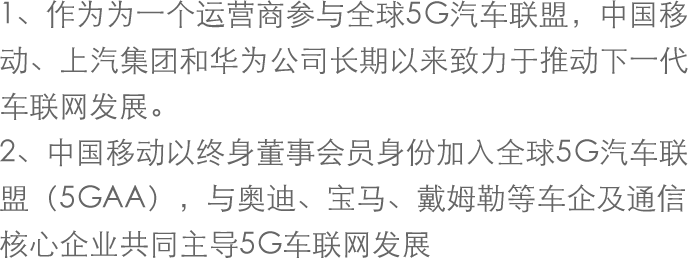 1、作为为一个运营商参与全球5G汽车联盟，中国移
动、上汽集团和华为公司长期以来致力于推动下一代
车联网发展。
2、中国移动以终身董事会员身份加入全球5G汽车联
盟（5GAA），与奥迪、宝马、戴姆勒等车企及通信
核心企业共同主导5G车联网发展